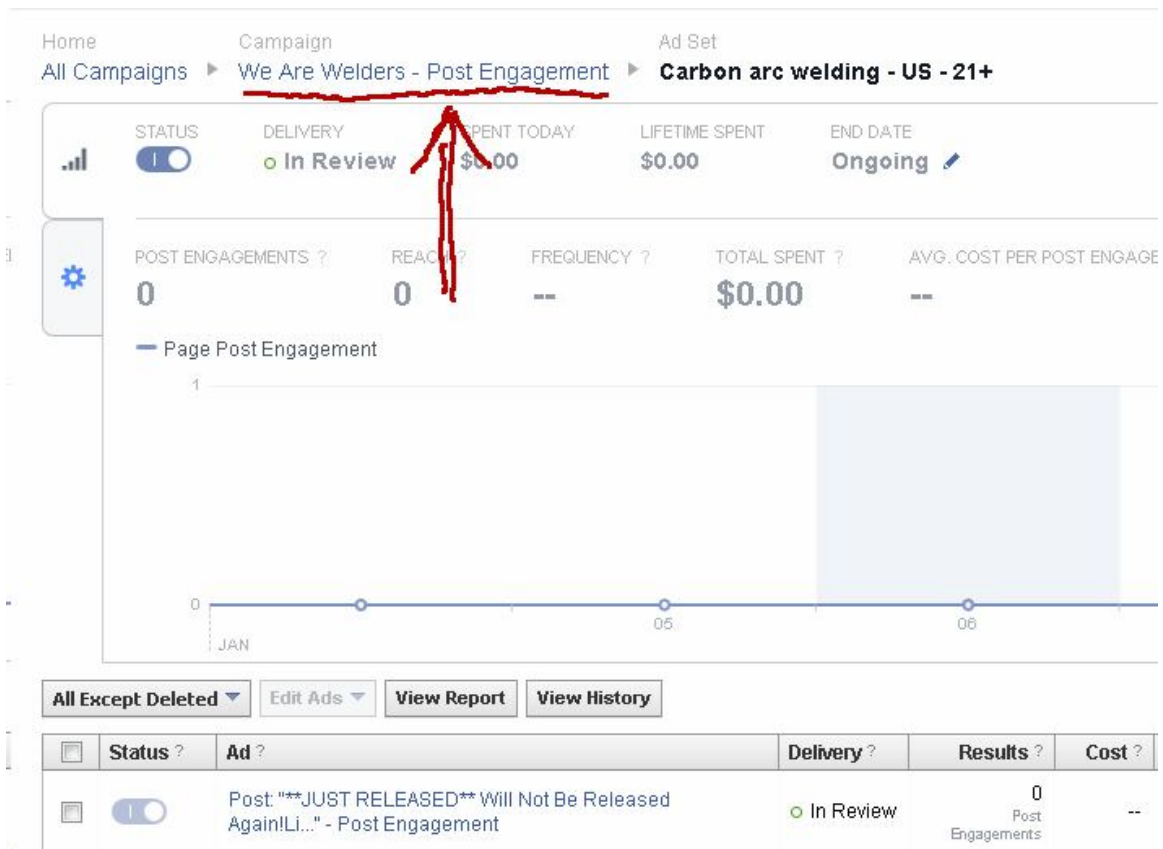 Home Campaign Ad Set
All Campaigns We Are Welders - Post Engagement Carbon arc welding - US - 21+
STATUS DELIVERY SPENT TODAY LIFETIME SPENT END DATE
In Review $0.00 $0.00 Ongoing
POST ENGAGEMENTS ? REACH ? FREQUENCY ? TOTAL SPENT ? AVG. COST PER POST ENGAGE
0 0 -- $0.00 --
Page Post Engagement
1
0
05 06
JAN
All Except Deleted Edit Ads View Report View History
Status ? Ad ? Delivery ? Results ? Cost ?
Post: "**JUST RELEASED** Will Not Be Released
Again!Li..." - Post Engagement
In Review
0
Post
Engagements
--